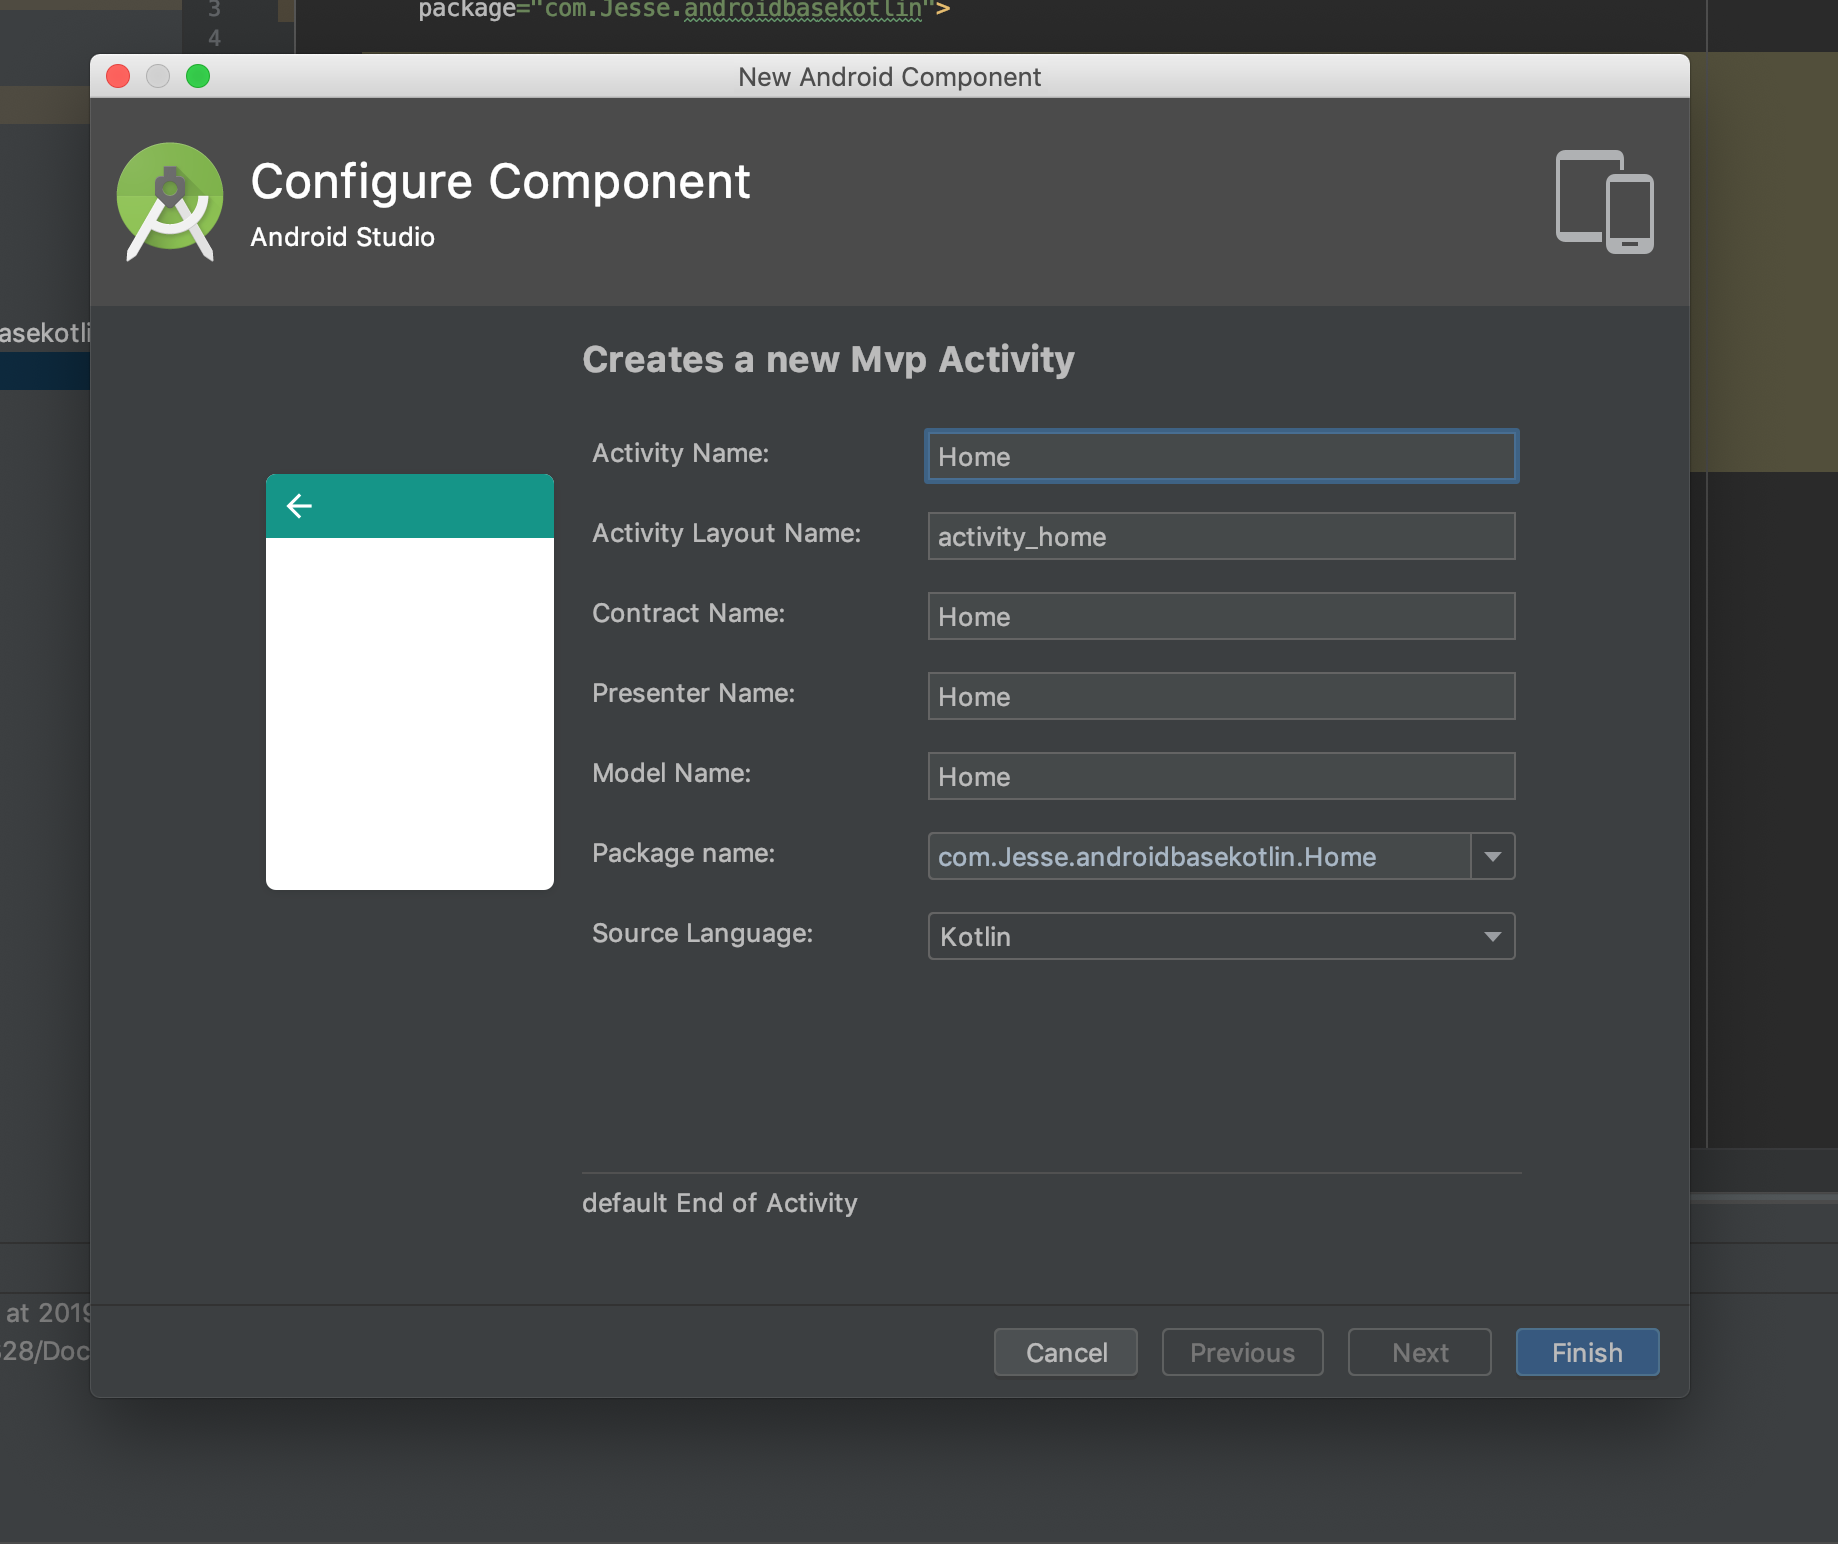 3
package="com.Jesse.androidbasekotlin">
4
New Android Component
Configure Component
Android Studio
asekotli
Creates a new Mvp Activity
Activity Name:
Home
Activity Layout Name:
activity_home
Contract Name:
Home
Presenter Name:
Home
Model Name:
Home
Package name:
com.Jesse.androidbasekotlin.Home
Source Language:
Kotlin
default End of Activity
at 2019
28/Doc
Cancel
Previous
Next
Finish